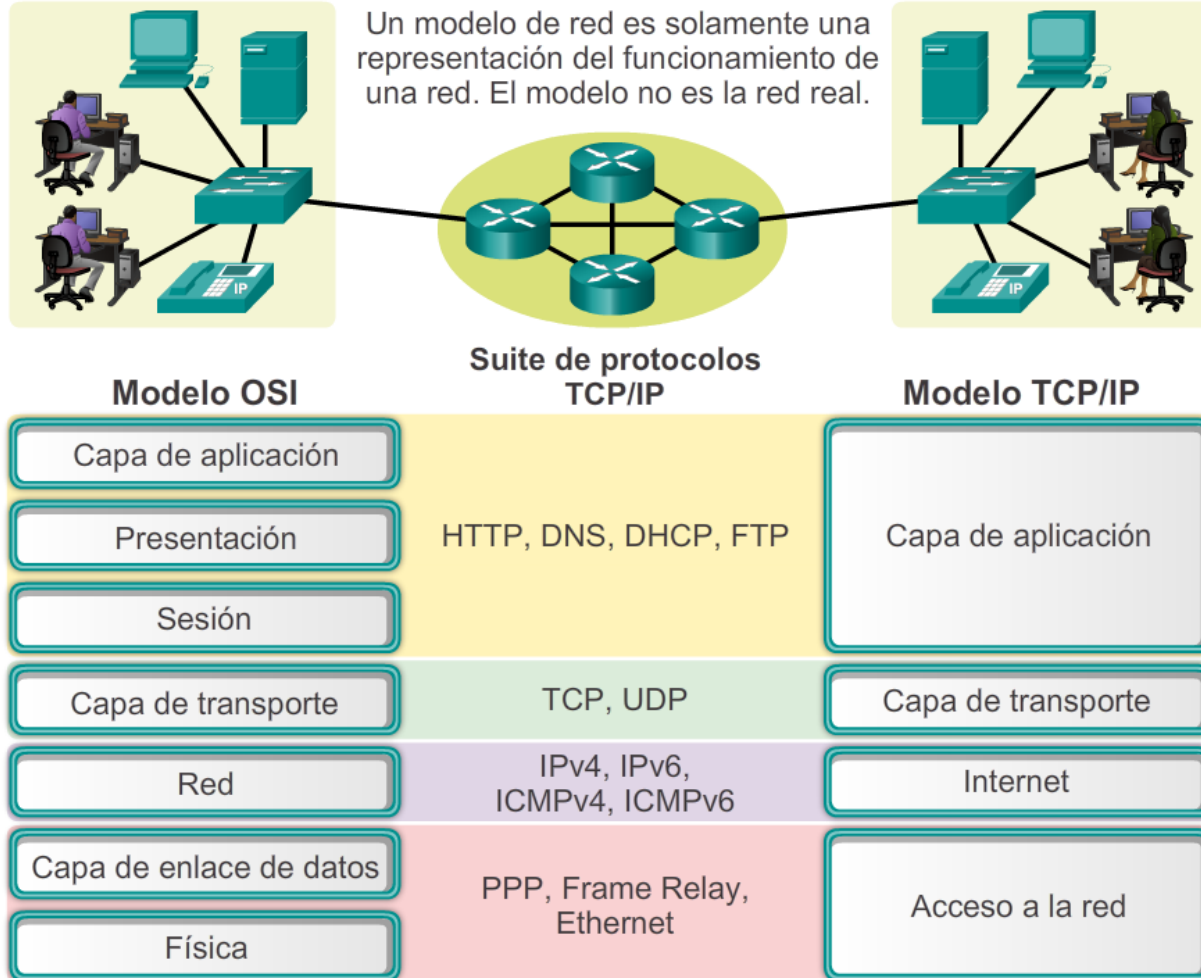 Un modelo de red es solamente una
representación del funcionamiento de
una red. El modelo no es la red real.
IP
IP
Modelo OSI
Suite de protocolos
TCP/IP
Modelo TCP/IP
Capa de aplicación
Presentación
Sesión
HTTP, DNS, DHCP, FTP
Capa de aplicación
Capa de transporte
TCP, UDP
Capa de transporte
Red
IPv4, IPv6,
ICMPv4, ICMPv6
Internet
Capa de enlace de datos
Física
PPP, Frame Relay,
Ethernet
Acceso a la red